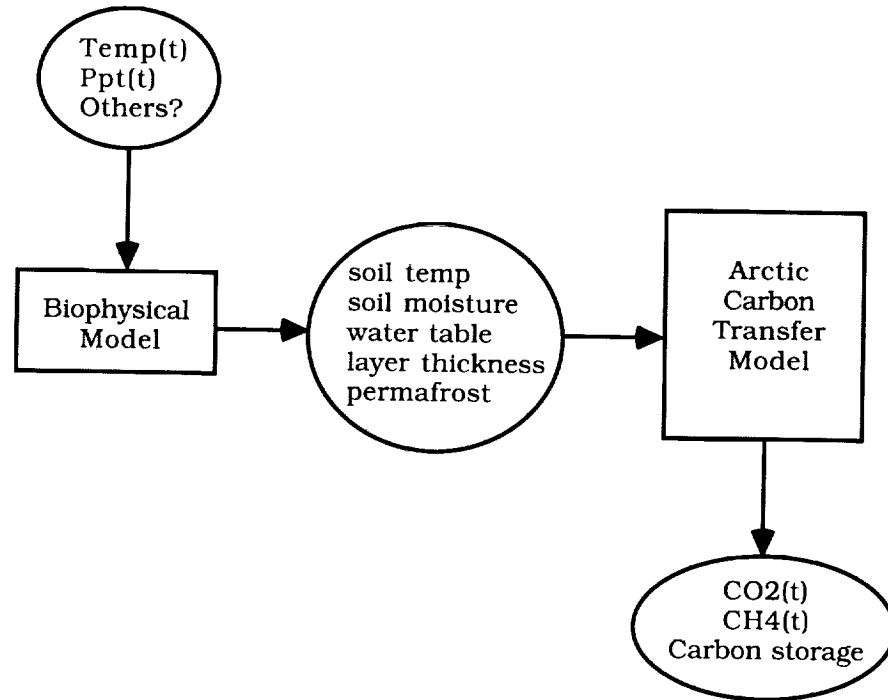 Temp(t)
Ppt(t)
Others?
Biophysical
Model
soil temp
soil moisture
water table
layer thickness
permafrost
Arctic
Carbon
Transfer
Model
CO2(t)
CH4(t)
Carbon storage